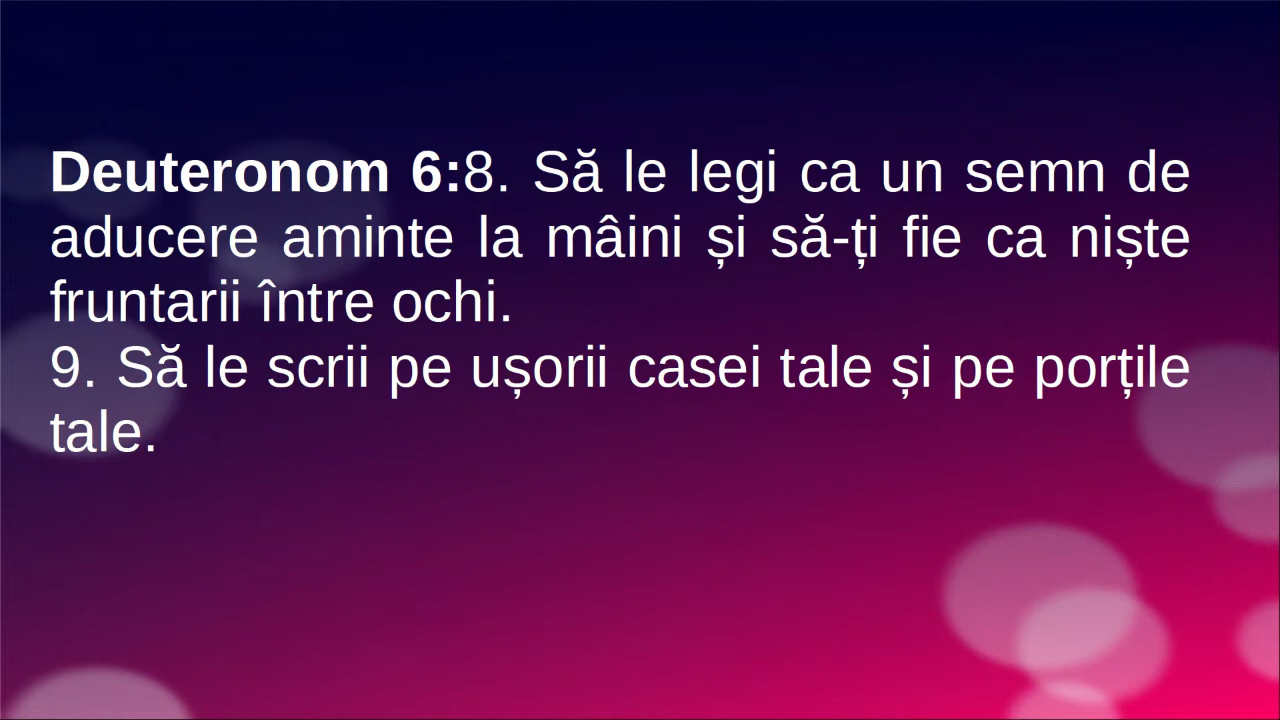 Deuteronom 6:8. Să le legi ca un semn de
aducere aminte la mâini și să-ți fie ca niște
fruntarii între ochi.
9. Să le scrii pe ușorii casei tale și pe porțile
tale.